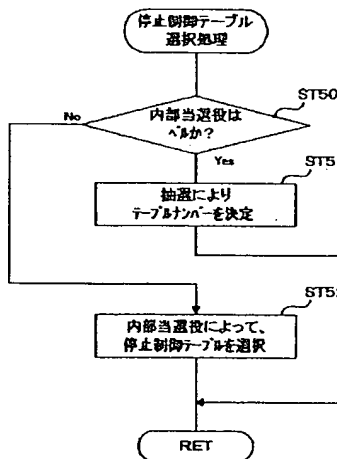 停止制御テーブル
選択処理
ST50
内部当選役は
ベルか？
No
Yes
ST5
抽選により
テーブルナンバーを決定
ST5
内部当選役によって、
停止制御テーブルを選択
RET